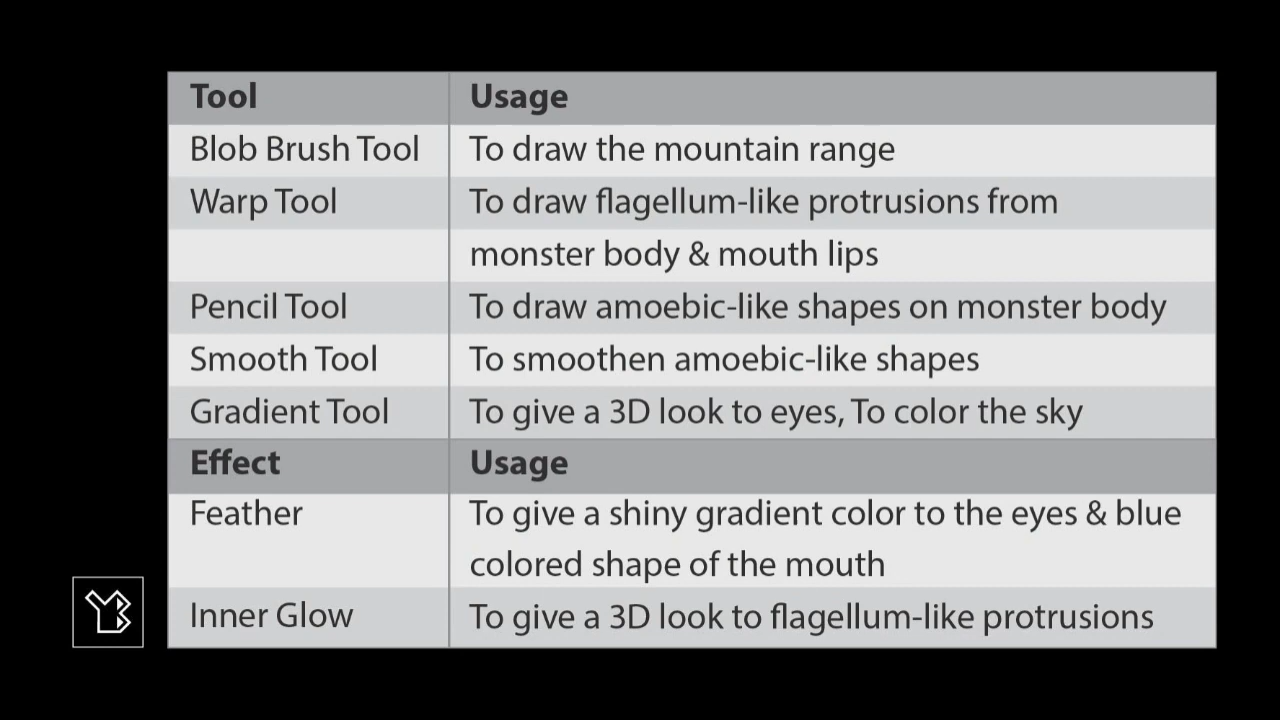 Tool Usage
Blob Brush Tool To draw the mountain range
Warp Tool To draw flagellum-like protrusions from
monster body & mouth lips
Pencil Tool To draw amoebic-like shapes on monster body
Smooth Tool To smoothen amoebic-like shapes
Gradient Tool To give a 3D look to eyes, To color the sky
Effect Usage
Feather To give a shiny gradient color to the eyes & blue
colored shape of the mouth
Inner Glow To give a 3D look to flagellum-like protrusions